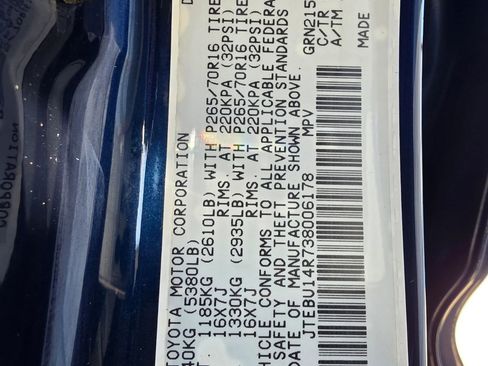 TOYOTA MOTOR CORPORATION
40KG (5380LB)
1185KG (2610LB) WITH P265/70R16 TIRE
16X7J RIMS, AT 220KPA (32PSI)
1330KG (2935LB) WITH P265/70R16 TIRE
16X7J RIMS, AT 220KPA (32PSI)
HICLE CONFORMS TO ALL APPLICABLE FEDERA
SAFETY AND THEFT PREVENTION STANDARDS
DATE OF MANUFACTURE SHOWN ABOVE.
JTEBU14R738006178 MPV
GRN215
C/TR
A/TM
MADE